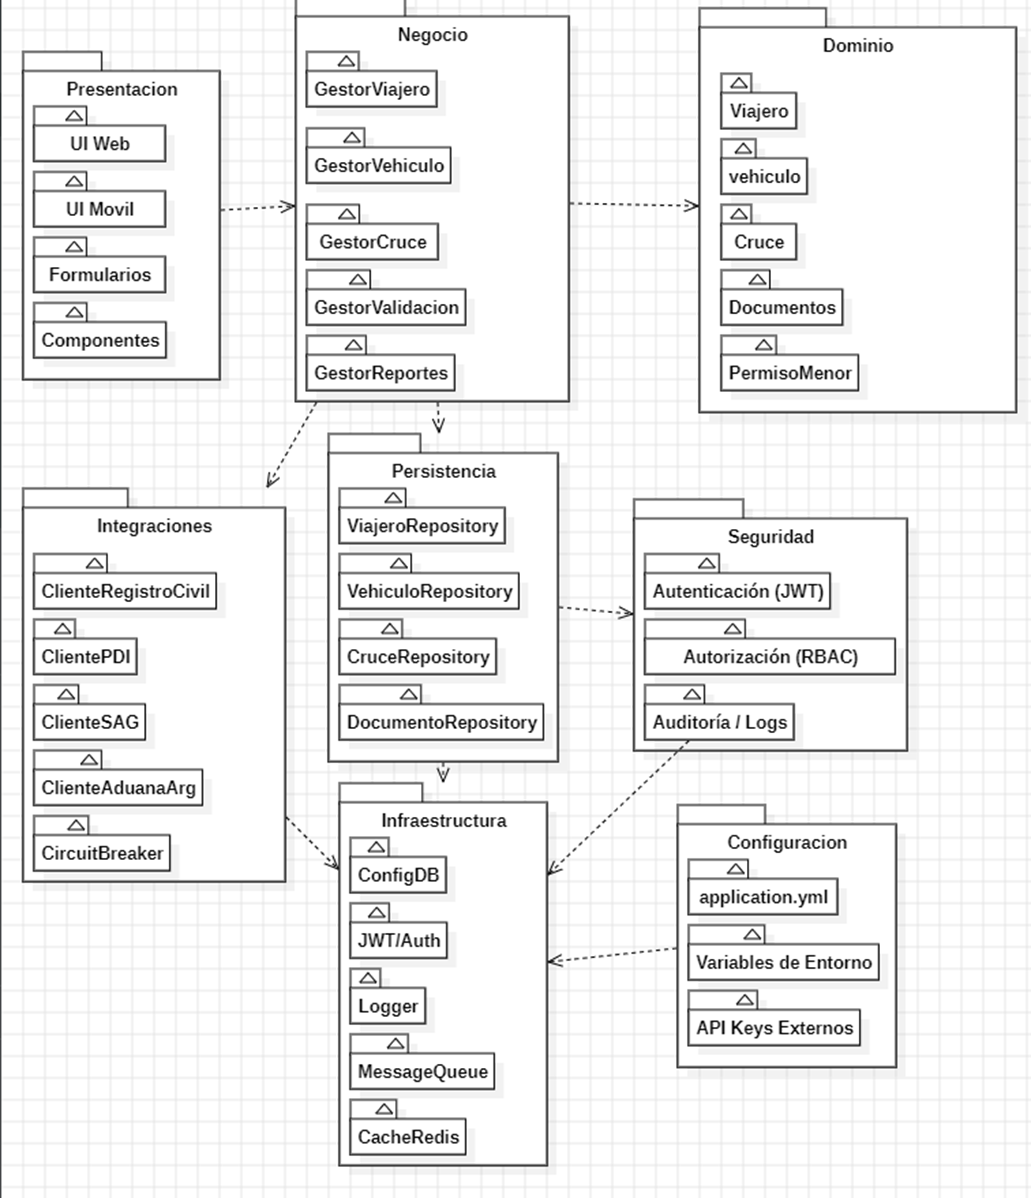 Presentacion
UI Web
UI Movil
Formularios
Componentes
Negocio
GestorViajero
GestorVehiculo
GestorCruce
GestorValidacion
GestorReportes
Dominio
Viajero
vehiculo
Cruce
Documentos
PermisoMenor
Integraciones
ClienteRegistroCivil
ClientePDI
ClienteSAG
ClienteAduanaArg
CircuitBreaker
Persistencia
ViajeroRepository
VehiculoRepository
CruceRepository
DocumentoRepository
Seguridad
Autenticación (JWT)
Autorización (RBAC)
Auditoría / Logs
Infraestructura
ConfigDB
JWT/Auth
Logger
MessageQueue
CacheRedis
Configuracion
application.yml
Variables de Entorno
API Keys Externos